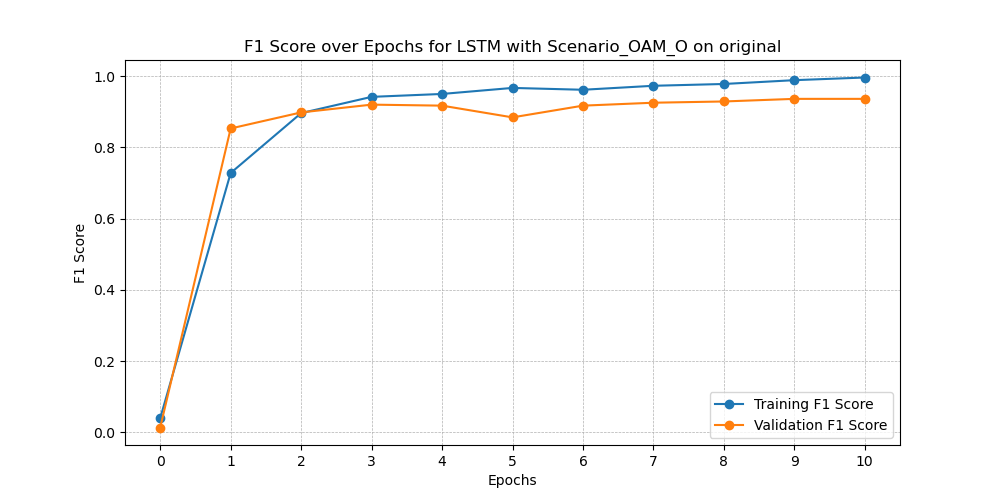 F1 Score over Epochs for LSTM with Scenario_OAM_O on original
1.0
0.8
0.6
0.4
0.2
0.0
F1 Score
0 1 2 3 4 5 6 7 8 9 10
Epochs
Training F1 Score
Validation F1 Score